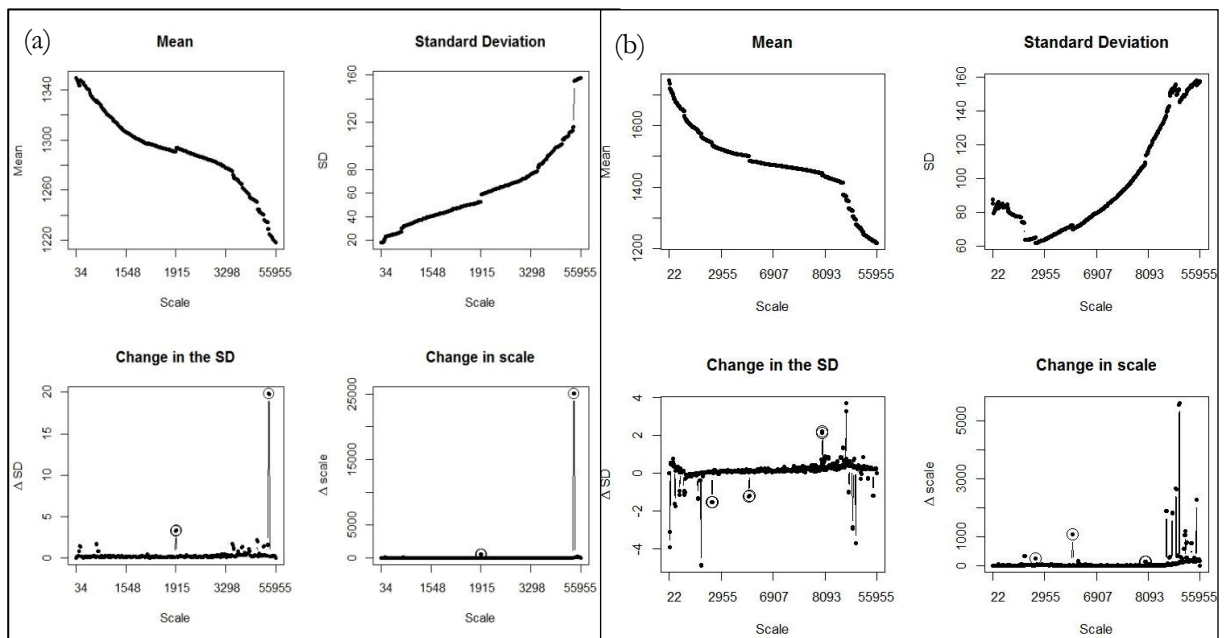 (a)
Mean
Mean
1220 1260 1300 1340
34 1548 1915 3298 55955
Scale
Standard Deviation
SD
20 40 60 80 120 160
34 1548 1915 3298 55955
Scale
Change in the SD
Δ SD
0 5 10 15 20
34 1548 1915 3298 55955
Scale
Change in scale
Δ scale
0 5000 15000 25000
34 1548 1915 3298 55955
Scale
(b)
Mean
Mean
1200 1400 1600
22 2955 6907 8093 55955
Scale
Standard Deviation
SD
60 80 100 120 140 160
22 2955 6907 8093 55955
Scale
Change in the SD
Δ SD
-4 -2 0 2 4
22 2955 6907 8093 55955
Scale
Change in scale
Δ scale
0 1000 3000 5000
22 2955 6907 8093 55955
Scale